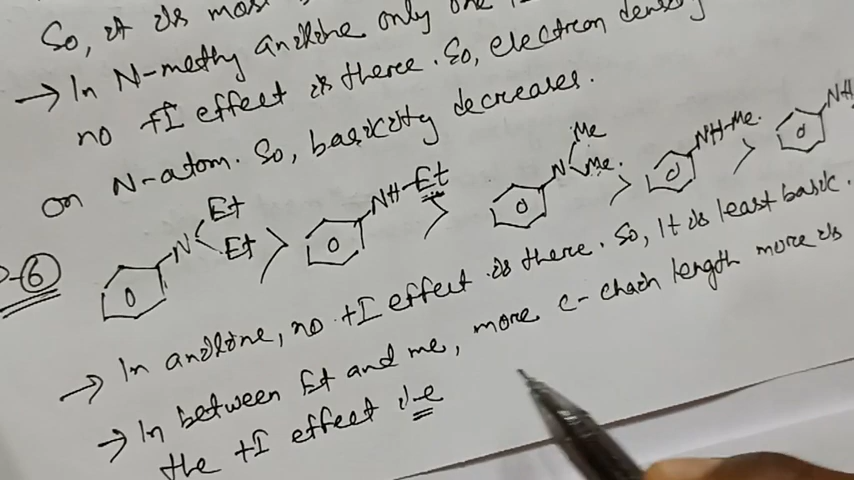 So, it is mos
→ In N-methy aniline only one
no +I effect is there. So, electron density
on N-atom. So, basicity decreases.
6 N Et Et > NH-Et > N Me Me. > NH-Me. > NH
→ In aniline, no +I effect is there. So, It is least basic.
→ In between Et and me, more c-chain length more is
the +I effect i-e